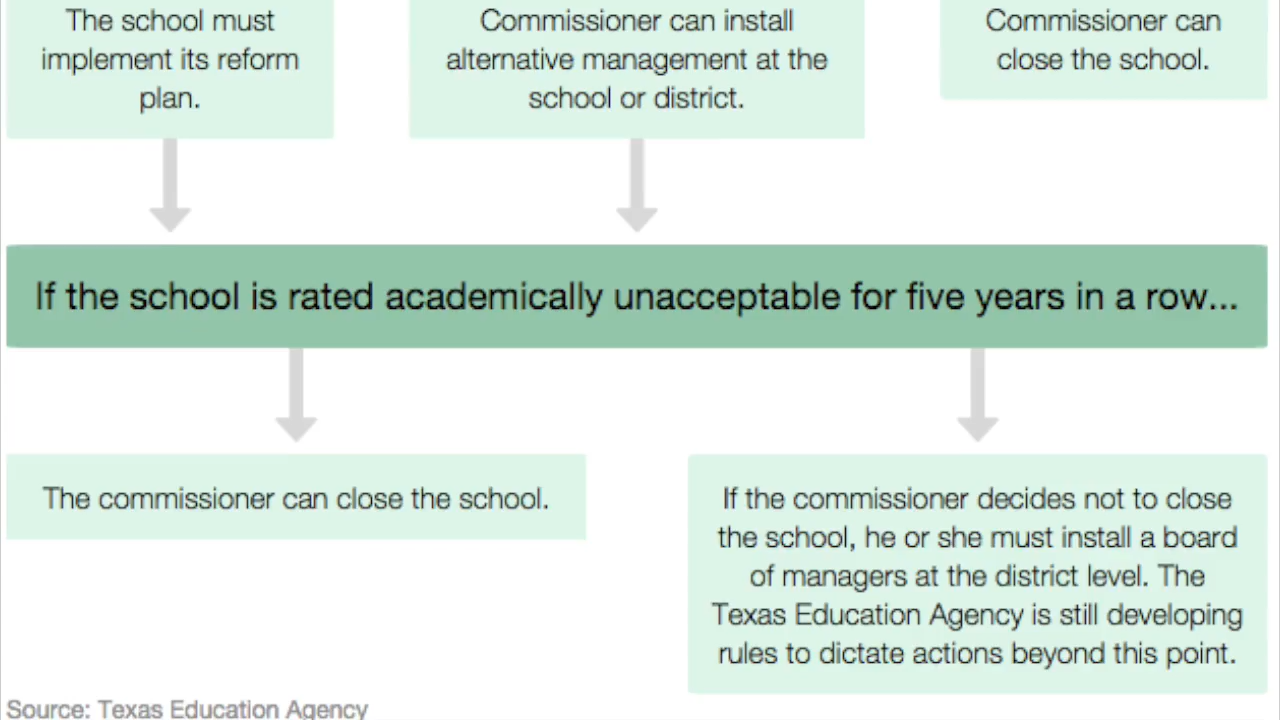 The school must
implement its reform
plan.
Commissioner can install
alternative management at the
school or district.
Commissioner can
close the school.
If the school is rated academically unacceptable for five years in a row...
The commissioner can close the school.
If the commissioner decides not to close
the school, he or she must install a board
of managers at the district level. The
Texas Education Agency is still developing
rules to dictate actions beyond this point.
Source: Texas Education Agency